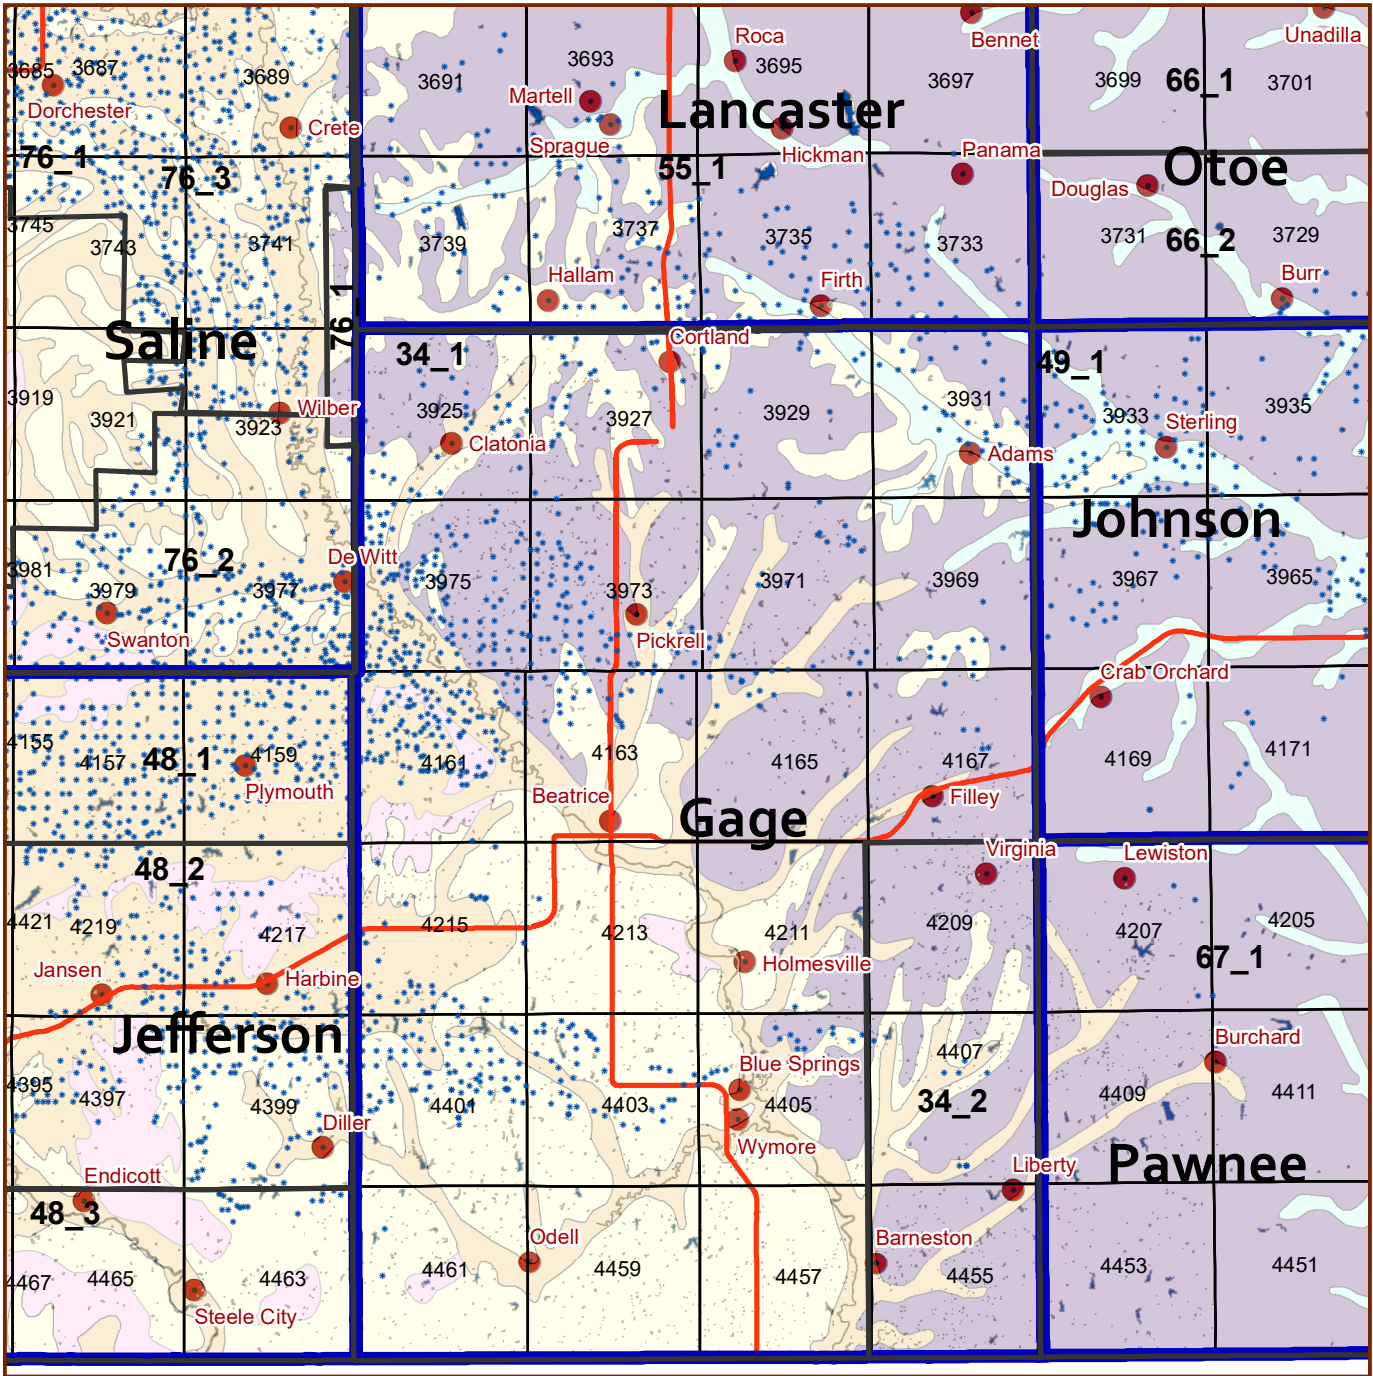 Roca
Bennet
Unadilla
3685
3687
3689
3691
3693
3695
3697
3699
66_1
3701
Dorchester
Martell
Lancaster
Crete
Sprague
Hickman
Panama
76_1
76_3
55_1
Otoe
Douglas
3745
3743
3741
3739
3737
3735
3733
3731
66_2
3729
Hallam
Firth
Burr
76_1
Saline
34_1
Cortland
49_1
3919
3921
3923
Wilber
3925
3927
3929
3931
3933
3935
Clatonia
Adams
Sterling
Johnson
76_2
De Witt
3981
3979
3977
3975
3973
3971
3969
3967
3965
Swanton
Pickrell
Crab Orchard
4155
4157
48_1
4159
4161
4163
4165
4167
4169
4171
Plymouth
Beatrice
Gage
Filley
Virginia
Lewiston
48_2
4421
4219
4217
4215
4213
4211
4209
4207
4205
67_1
Jansen
Harbine
Holmesville
Jefferson
Burchard
4407
Blue Springs
4395
4397
4399
4401
4403
4405
34_2
4409
4411
Diller
Wymore
Liberty
Pawnee
Endicott
48_3
Odell
Barneston
4467
4465
4463
4461
4459
4457
4455
4453
4451
Steele City